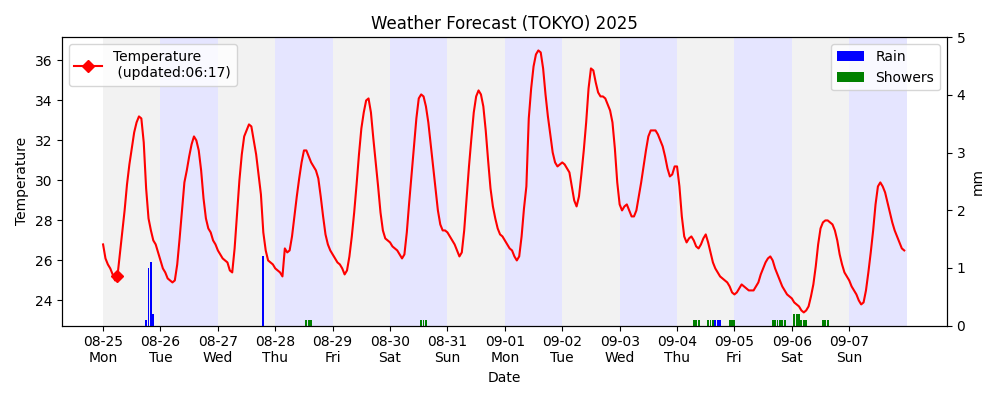 Weather Forecast (TOKYO) 2025
Temperature
(updated:06:17)
Rain
Showers
Temperature
36
34
32
30
28
26
24
5
4
3
2
1
0
mm
08-25 08-26 08-27 08-28 08-29 08-30 08-31 09-01 09-02 09-03 09-04 09-05 09-06 09-07
Mon Tue Wed Thu Fri Sat Sun Mon Tue Wed Thu Fri Sat Sun
Date